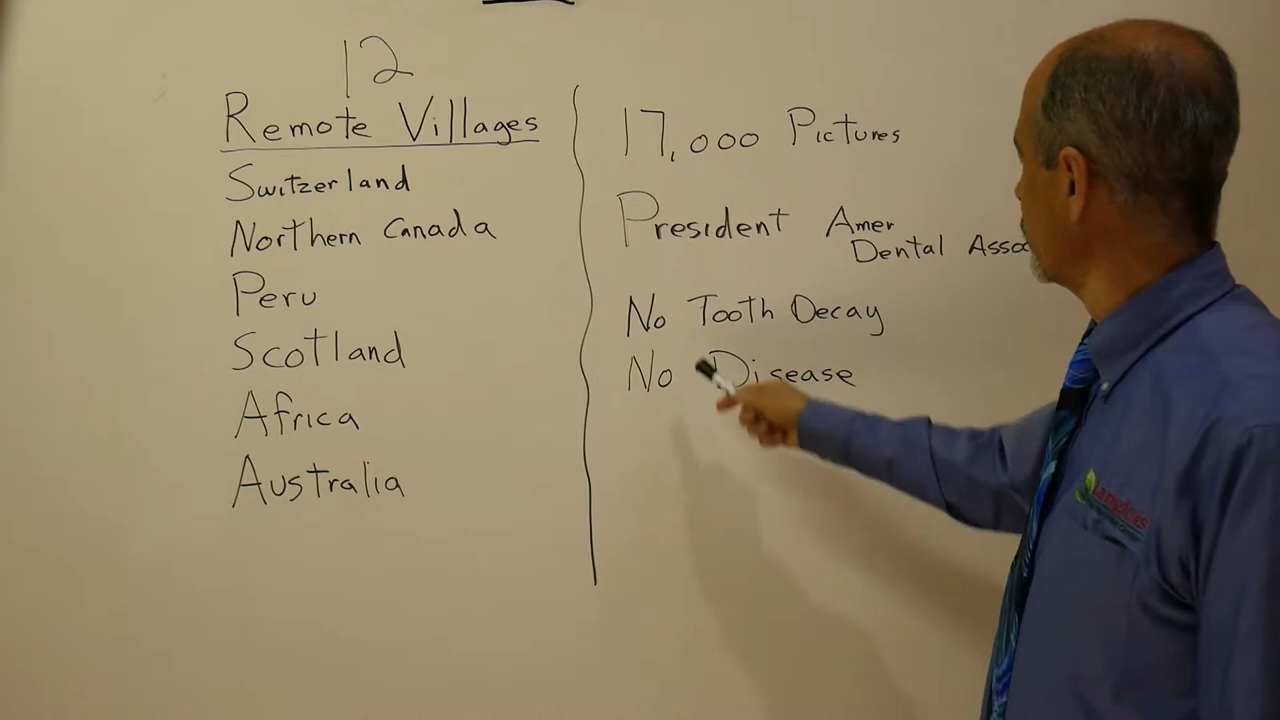 12
Remote Villages
Switzerland
Northern Canada
Peru
Scotland
Africa
Australia
17,000 Pictures
President Amer
Dental Assoc
No Tooth Decay
No Disease